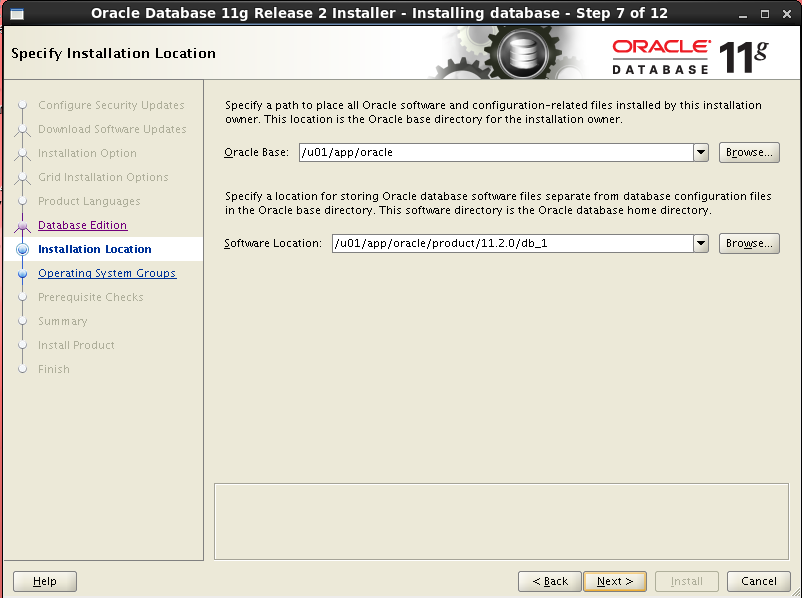 Oracle Database 11g Release 2 Installer - Installing database - Step 7 of 12
Specify Installation Location
ORACLE
DATABASE
11g
Configure Security Updates
Download Software Updates
Installation Option
Grid Installation Options
Product Languages
Database Edition
Installation Location
Operating System Groups
Prerequisite Checks
Summary
Install Product
Finish
Specify a path to place all Oracle software and configuration-related files installed by this installation
owner. This location is the Oracle base directory for the installation owner.
Oracle Base: /u01/app/oracle Browse...
Specify a location for storing Oracle database software files separate from database configuration files
in the Oracle base directory. This software directory is the Oracle database home directory.
Software Location: /u01/app/oracle/product/11.2.0/db_1 Browse...
Help < Back Next > Install Cancel